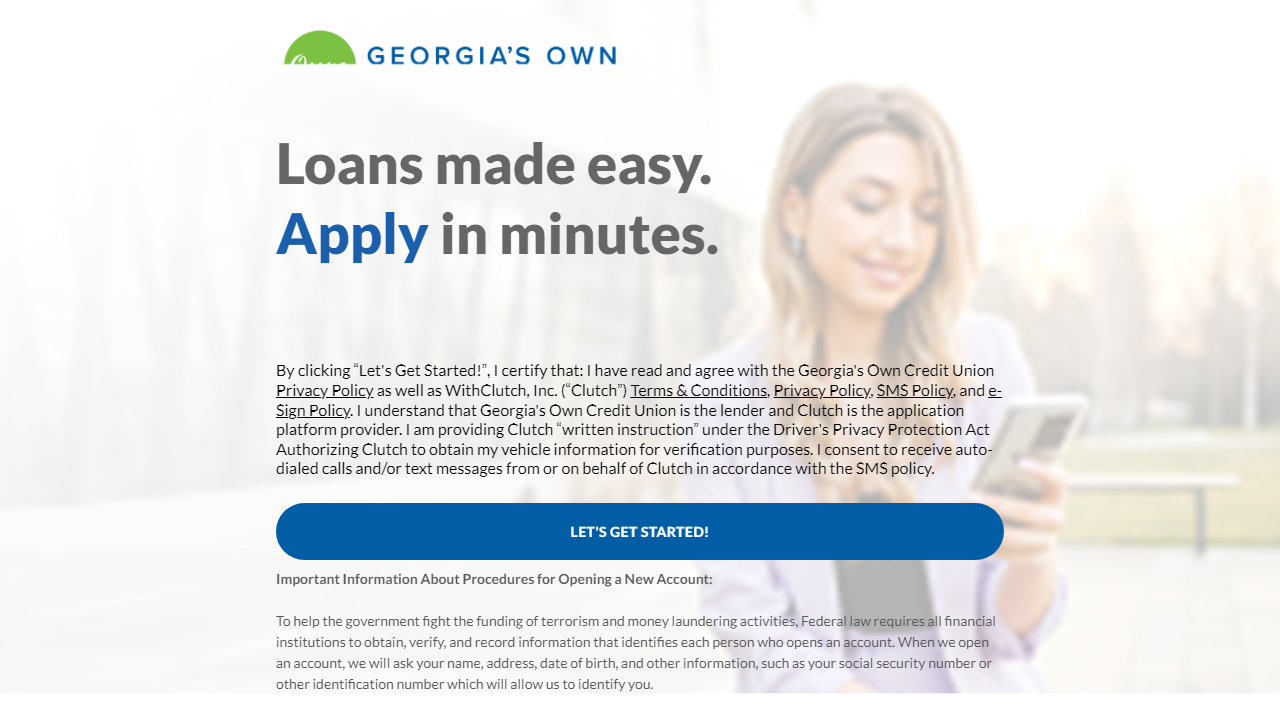 GEORGIA'S OWN
Loans made easy.
Apply in minutes.
By clicking “Let's Get Started!”, I certify that: I have read and agree with the Georgia's Own Credit Union
Privacy Policy as well as WithClutch, Inc. (“Clutch”) Terms & Conditions, Privacy Policy, SMS Policy, and e-
Sign Policy. I understand that Georgia's Own Credit Union is the lender and Clutch is the application
platform provider. I am providing Clutch “written instruction” under the Driver's Privacy Protection Act
Authorizing Clutch to obtain my vehicle information for verification purposes. I consent to receive auto-
dialed calls and/or text messages from or on behalf of Clutch in accordance with the SMS policy.
LET'S GET STARTED!
Important Information About Procedures for Opening a New Account:
To help the government fight the funding of terrorism and money laundering activities, Federal law requires all financial
institutions to obtain, verify, and record information that identifies each person who opens an account. When we open
an account, we will ask your name, address, date of birth, and other information, such as your social security number or
other identification number which will allow us to identify you.